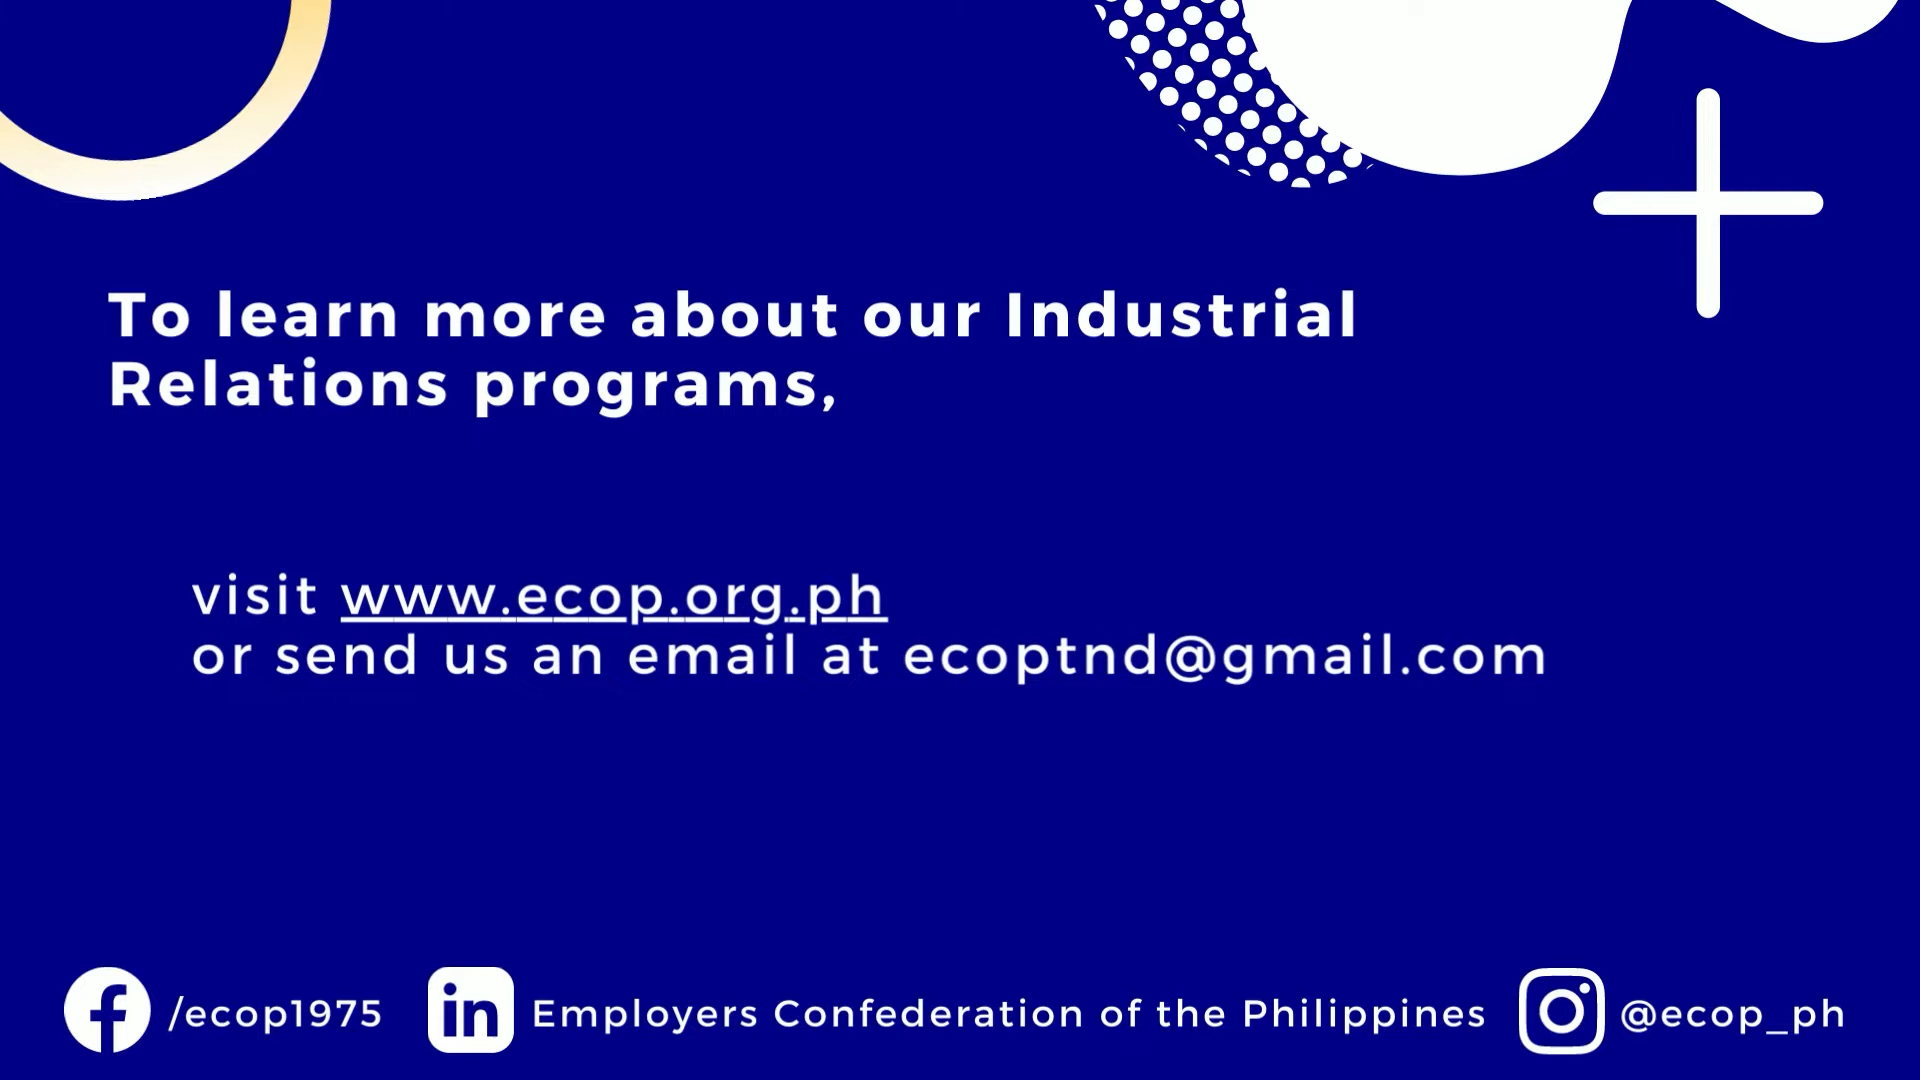 To learn more about our Industrial
Relations programs,
visit www.ecop.org.ph
or send us an email at ecoptnd@gmail.com
/ecop1975
in Employers Confederation of the Philippines
@ecop_ph